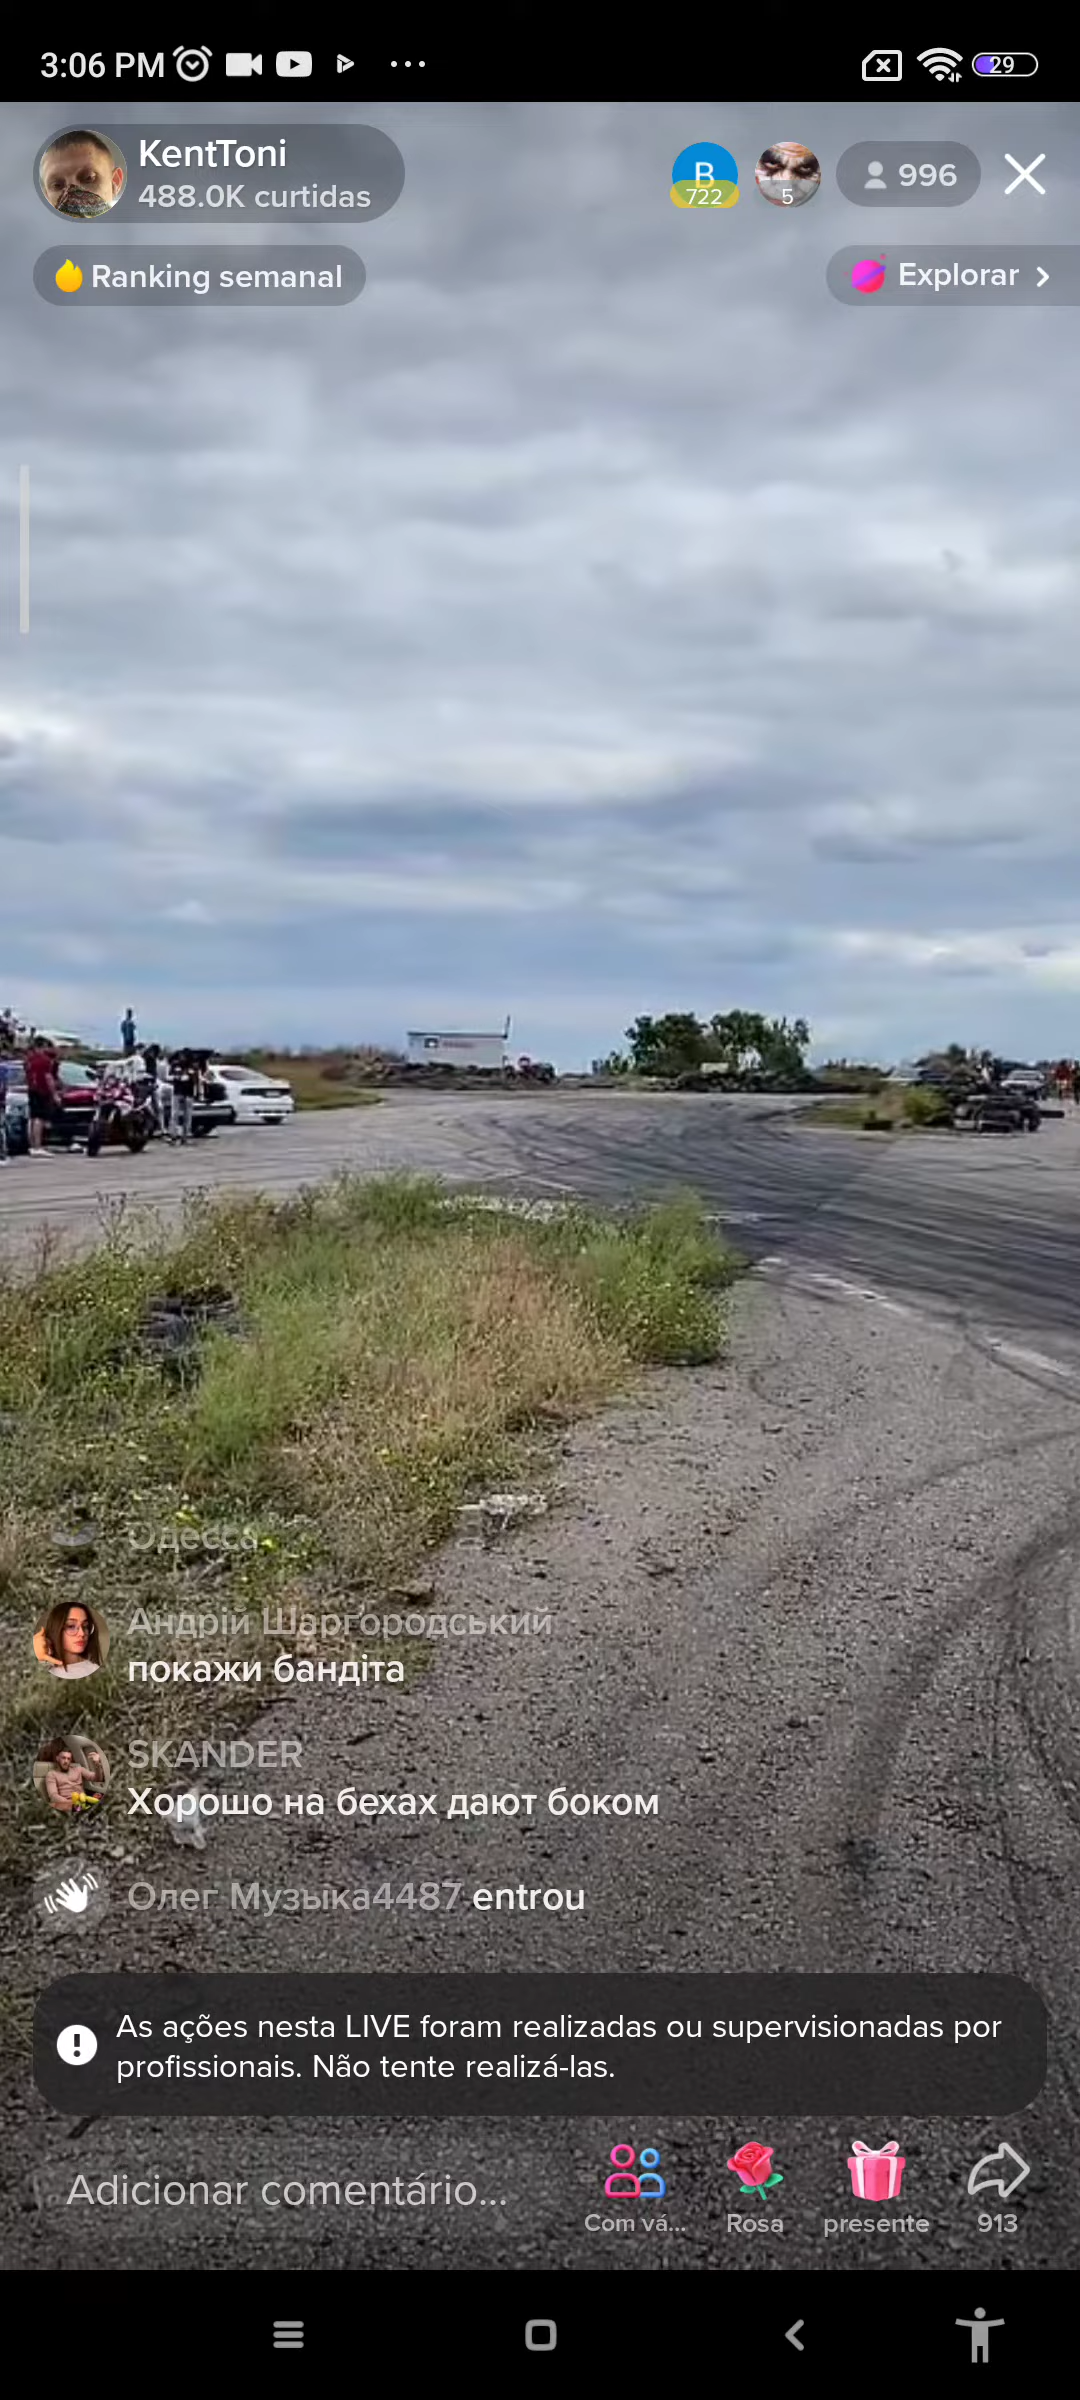 3:06 PM
29
KentToni
488.0K curtidas
B
722
5
996
Ranking semanal
Explorar
Одесса
Андрій Шаргородський
покажи бандіта
SKANDER
Хорошо на бехах дают боком
Олег Музыка4487 entrou
As ações nesta LIVE foram realizadas ou supervisionadas por
profissionais. Não tente realizá-las.
Adicionar comentário...
Com vá...
Rosa
presente
913